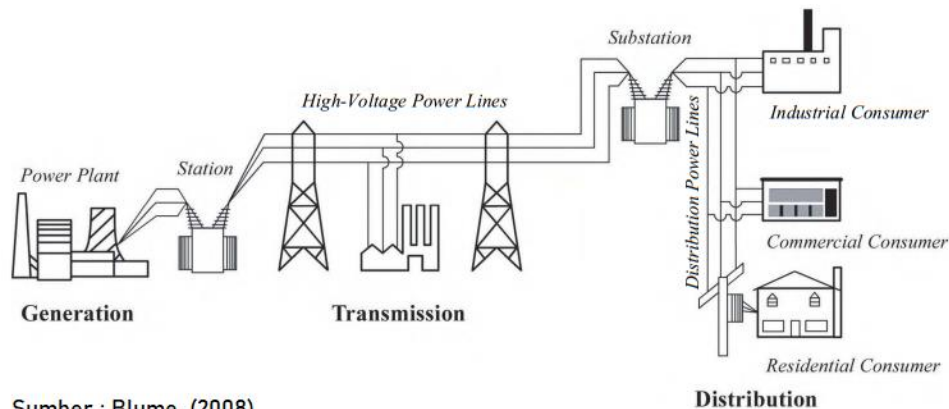 Substation
High-Voltage Power Lines
Industrial Consumer
Station
Power Plant
Distribution Power Lines
Commercial Consumer
Generation
Transmission
Residential Consumer
Distribution
Sumber : Blume, (2008)